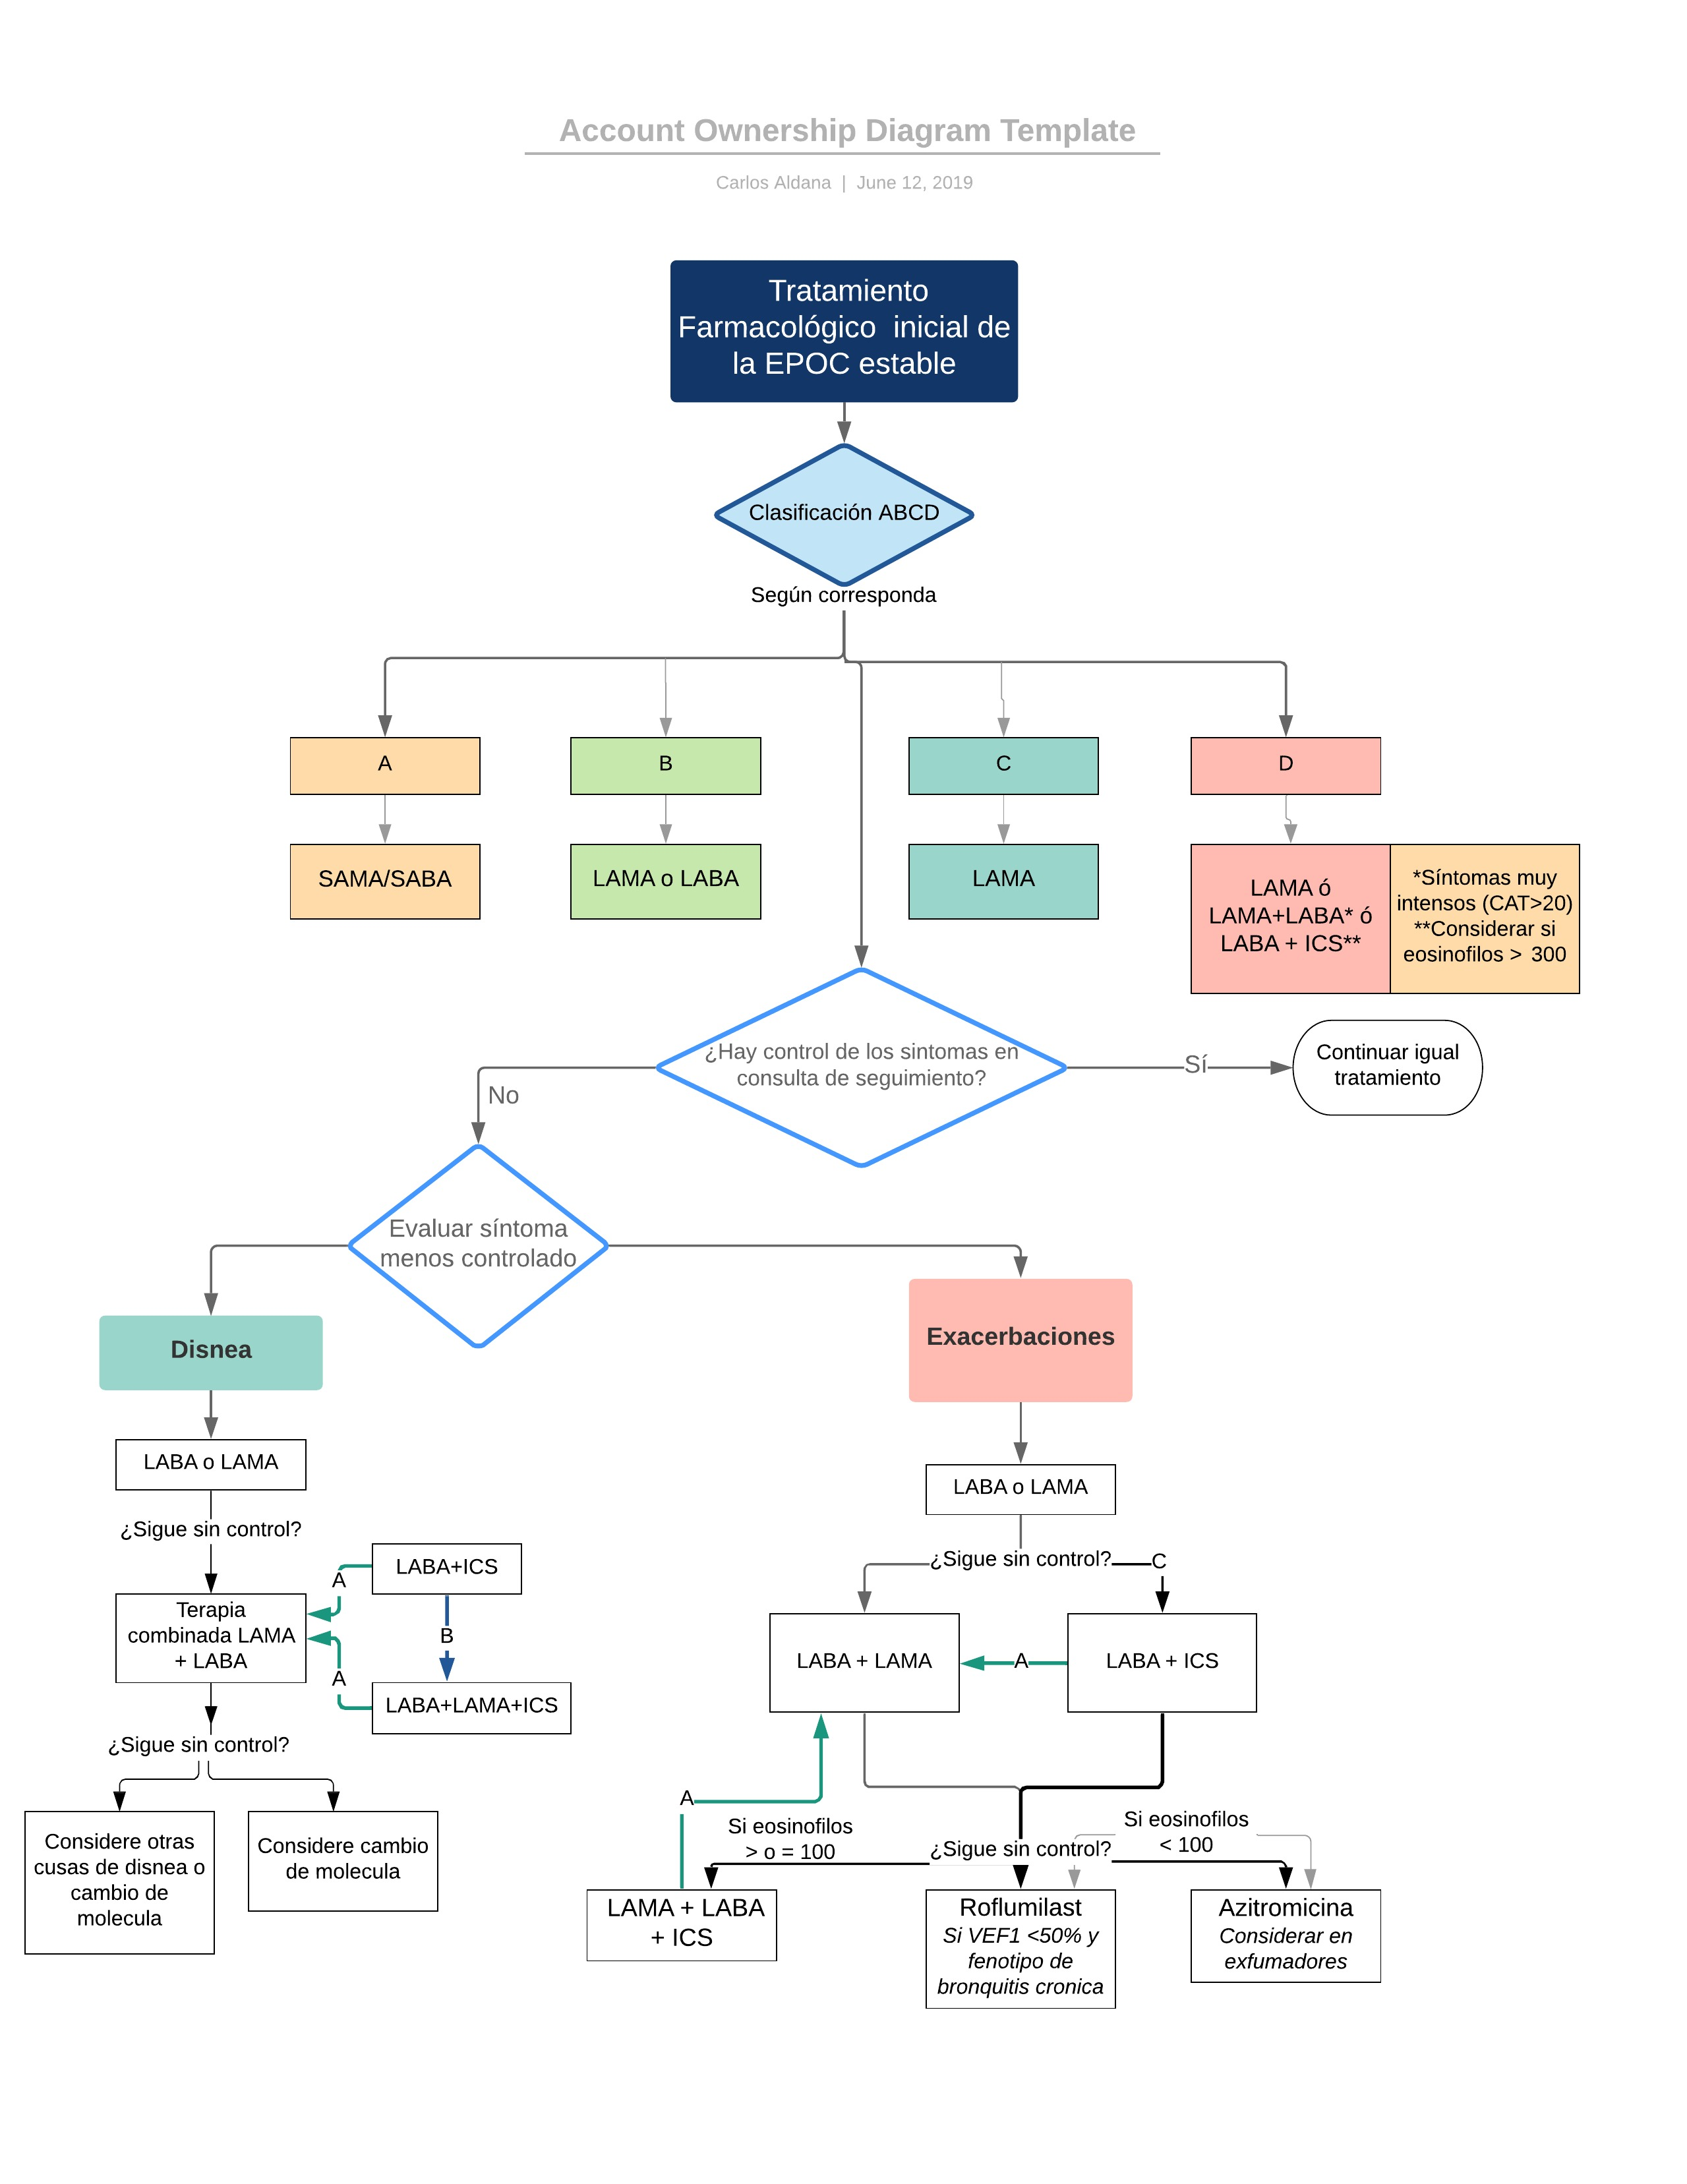 Account Ownership Diagram Template
Carlos Aldana | June 12, 2019
Tratamiento
Farmacológico inicial de
la EPOC estable
Clasificación ABCD
Según corresponda
A
B
C
D
SAMA/SABA
LAMA o LABA
LAMA
LAMA ó
LAMA+LABA* ó
LABA + ICS**
*Síntomas muy
intensos (CAT>20)
**Considerar si
eosinofilos > 300
¿Hay control de los sintomas en
consulta de seguimiento?
Sí
Continuar igual
tratamiento
No
Evaluar síntoma
menos controlado
Disnea
Exacerbaciones
LABA o LAMA
¿Sigue sin control?
LABA+ICS
A
Terapia
combinada LAMA
+ LABA
B
A
LABA+LAMA+ICS
¿Sigue sin control?
Considere otras
cusas de disnea o
cambio de
molecula
Considere cambio
de molecula
LABA o LAMA
¿Sigue sin control?
C
LABA + LAMA
A
LABA + ICS
A
Si eosinofilos
> o = 100
¿Sigue sin control?
Si eosinofilos
< 100
LAMA + LABA
+ ICS
Roflumilast
Si VEF1 <50% y
fenotipo de
bronquitis cronica
Azitromicina
Considerar en
exfumadores